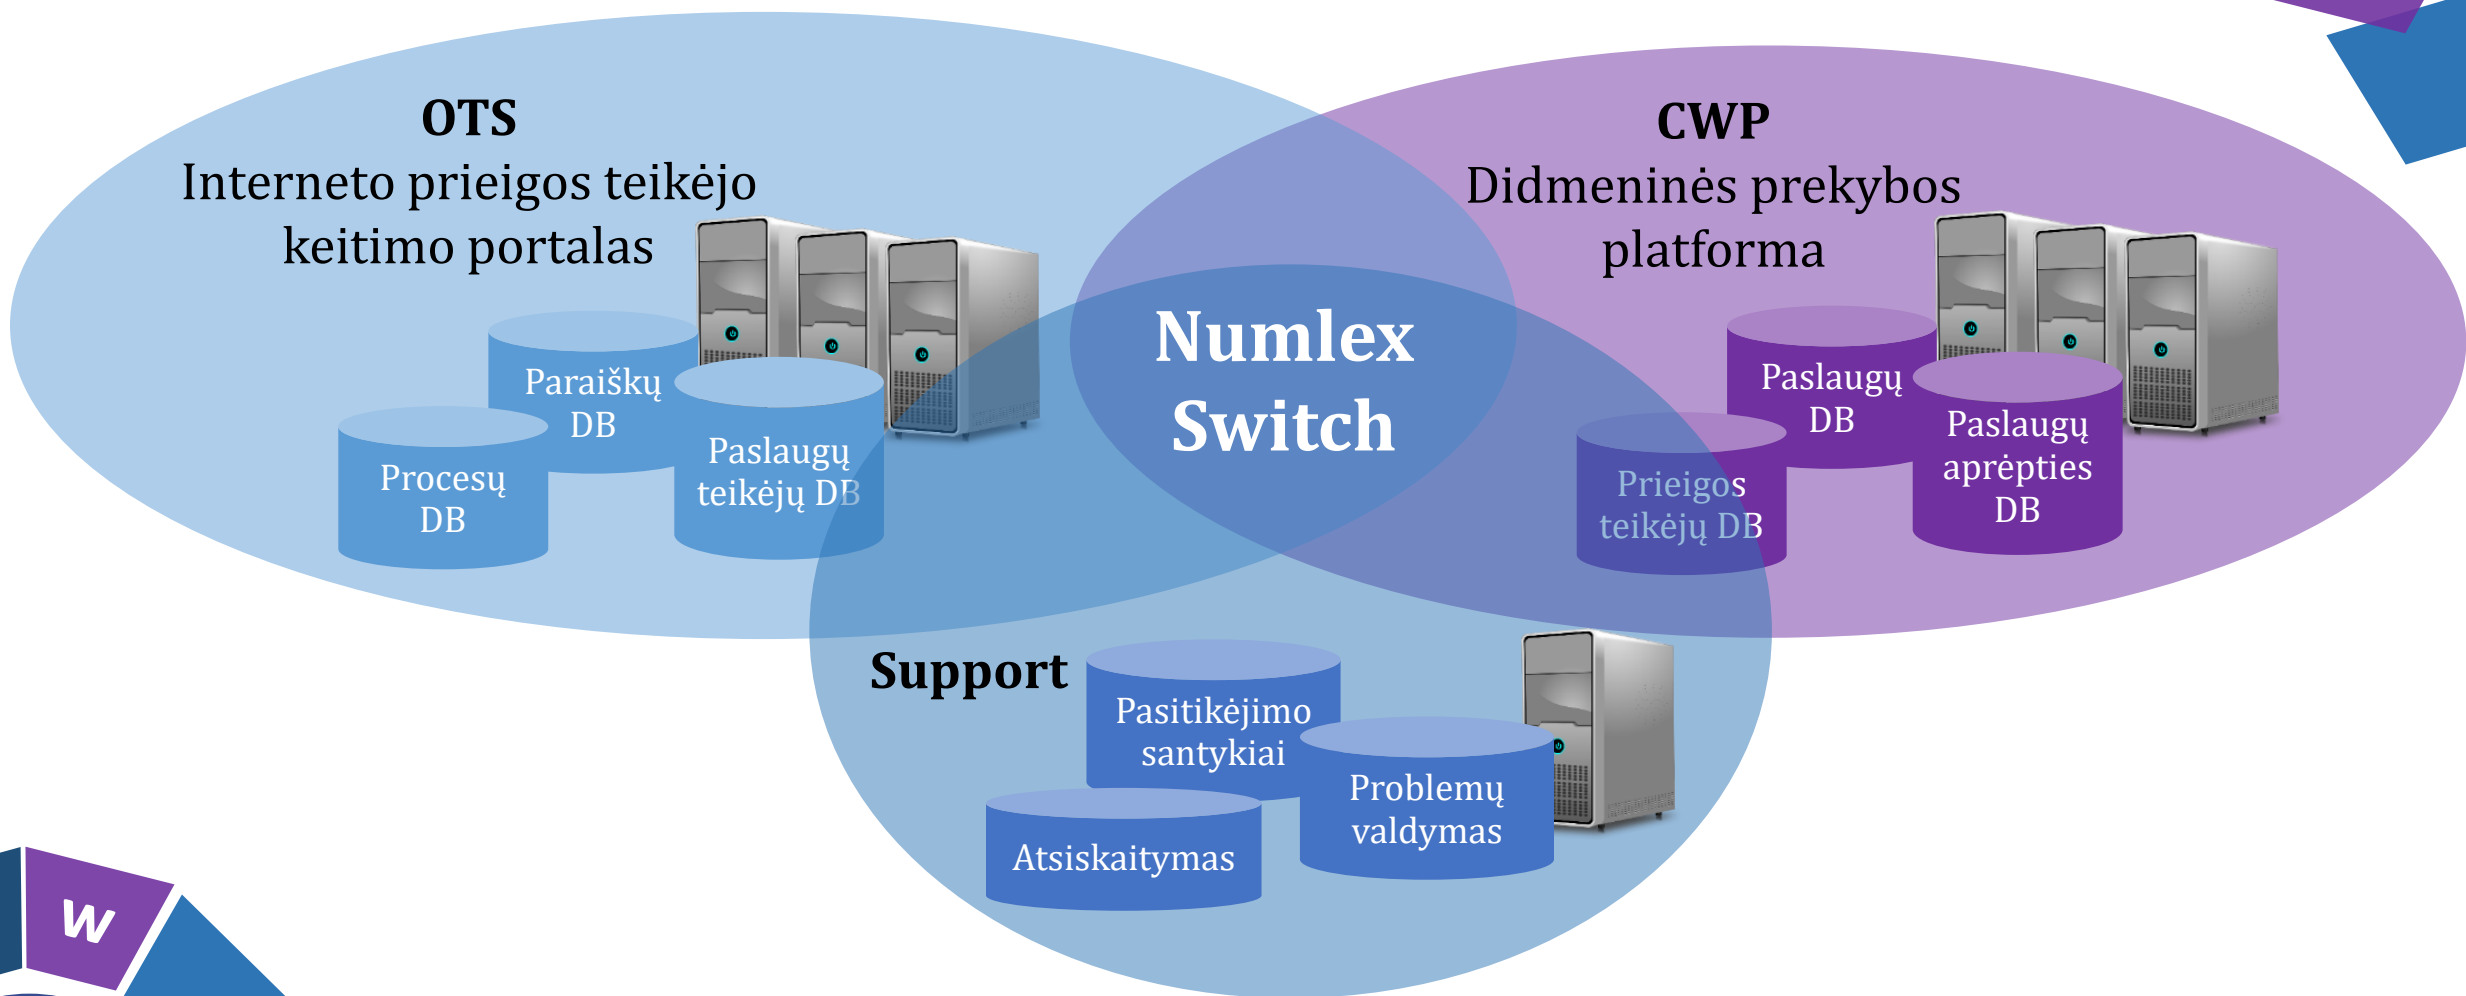 OTS
Interneto prieigos teikėjo
keitimo portalas
Paraiškų
DB
Procesų
DB
Paslaugų
teikėjų DB
Numlex
Switch
CWP
Didmeninės prekybos
platforma
Paslaugų
DB
Prieigos
teikėjų DB
Paslaugų
aprėpties
DB
Support
Pasitikėjimo
santykiai
Problemų
valdymas
Atsiskaitymas
W